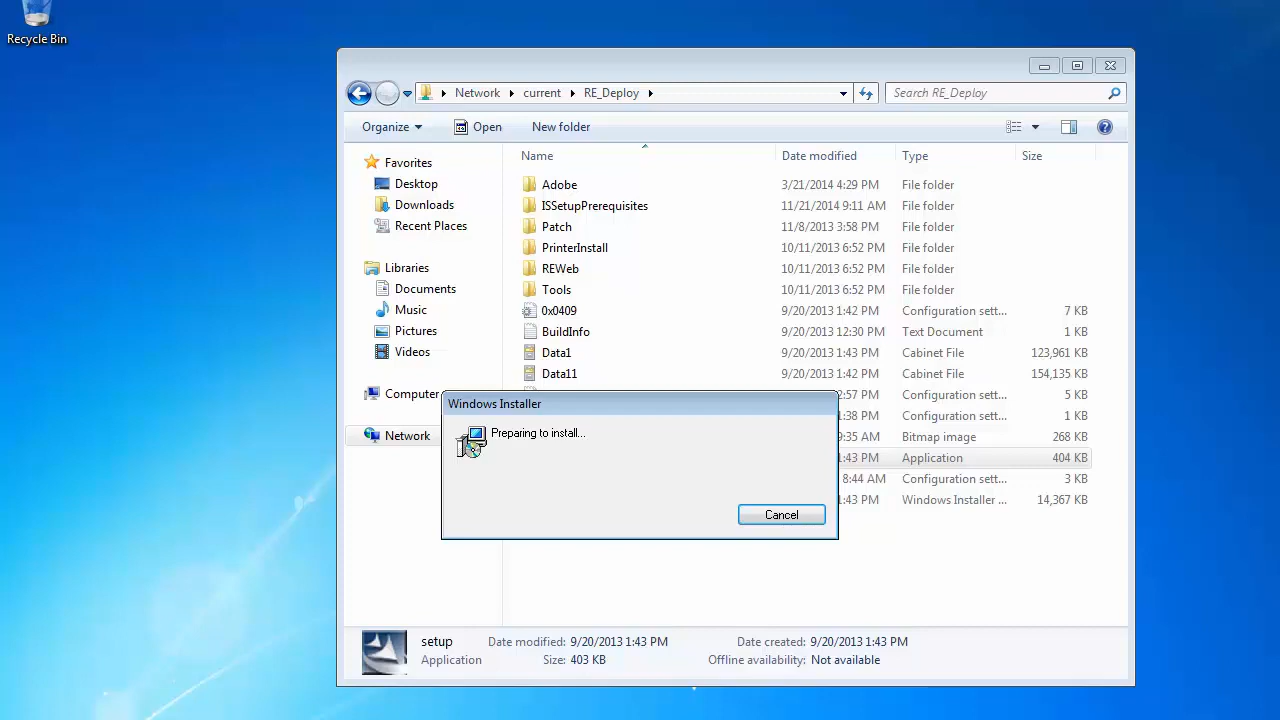 Recycle Bin
Network current RE_Deploy
Search RE_Deploy
Organize Open New folder
Name Date modified Type Size
Favorites
Desktop
Downloads
Recent Places
Libraries
Documents
Music
Pictures
Videos
Computer
Network
Adobe 3/21/2014 4:29 PM File folder
ISSetupPrerequisites 11/21/2014 9:11 AM File folder
Patch 11/8/2013 3:58 PM File folder
PrinterInstall 10/11/2013 6:52 PM File folder
REWeb 10/11/2013 6:52 PM File folder
Tools 10/11/2013 6:52 PM File folder
0x0409 9/20/2013 1:42 PM Configuration sett... 7 KB
BuildInfo 9/20/2013 12:30 PM Text Document 1 KB
Data1 9/20/2013 1:43 PM Cabinet File 123,961 KB
Data11 9/20/2013 1:42 PM Cabinet File 154,135 KB
2:57 PM Configuration sett... 5 KB
1:38 PM Configuration sett... 1 KB
9:35 AM Bitmap image 268 KB
1:43 PM Application 404 KB
8:44 AM Configuration sett... 3 KB
1:43 PM Windows Installer ... 14,367 KB
Windows Installer
Preparing to install...
Cancel
setup Date modified: 9/20/2013 1:43 PM Date created: 9/20/2013 1:43 PM
Application Size: 403 KB Offline availability: Not available